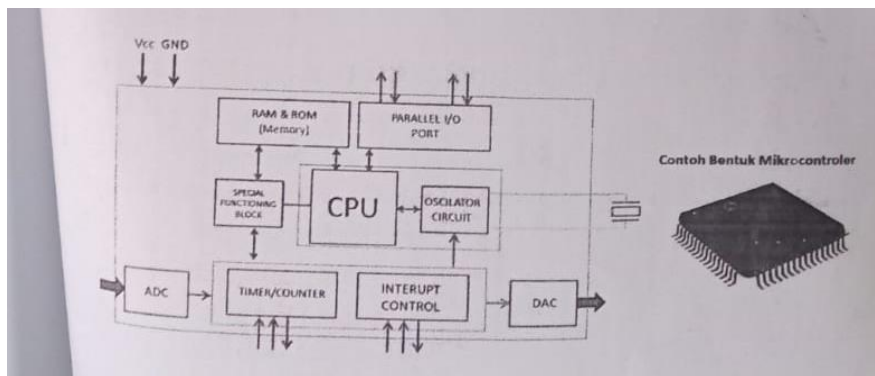 Vcc GND
RAM & ROM
(Memory)
PARALLEL I/O
PORT
Contoh Bentuk Mikrocontroler
SPECIAL
FUNCTIONING
BLOCK
CPU
OSCILATOR
CIRCUIT
ADC
TIMER/COUNTER
INTERUPT
CONTROL
DAC